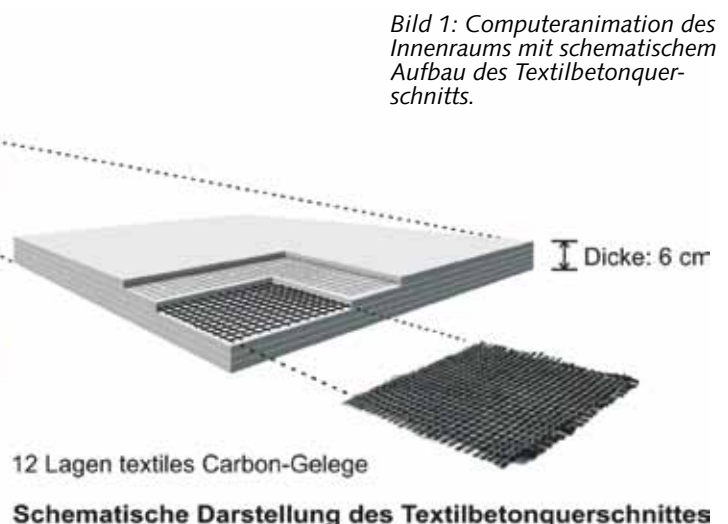 Bild 1: Computeranimation des
Innenraums mit schematischem
Aufbau des Textilbetonquer-
schnitts.
Dicke: 6 cm
12 Lagen textiles Carbon-Gelege
Schematische Darstellung des Textilbetonquerschnittes